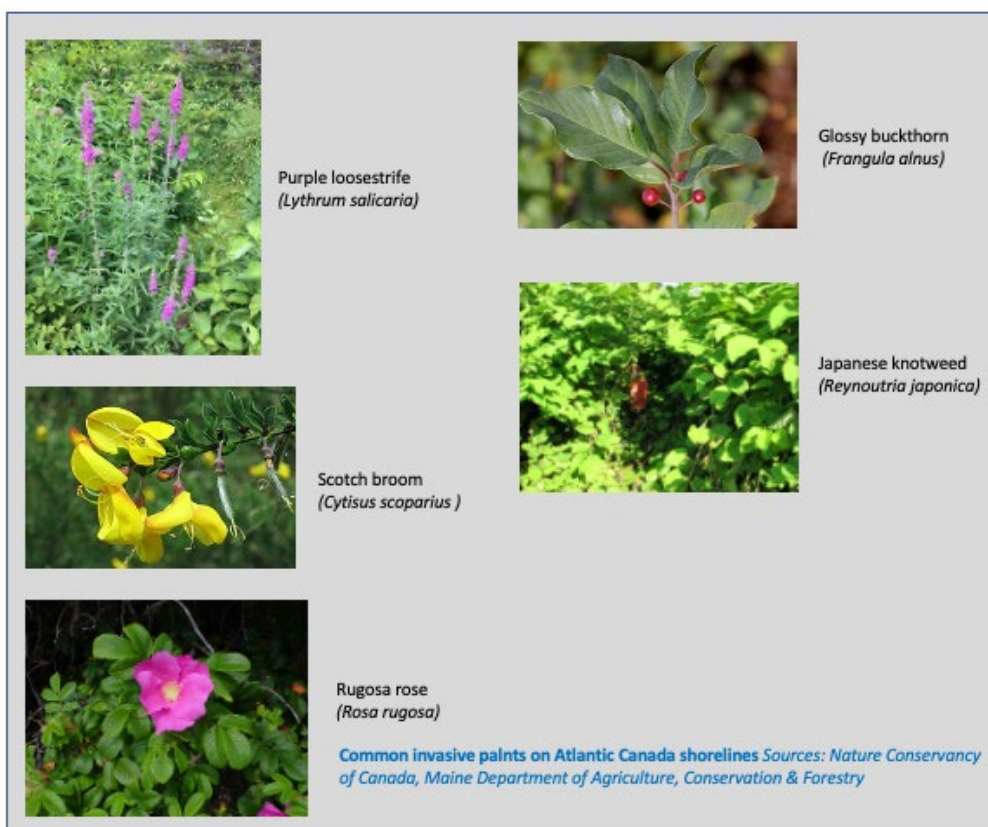 Purple loosestrife
(Lythrum salicaria)
Glossy buckthorn
(Frangula alnus)
Japanese knotweed
(Reynoutria japonica)
Scotch broom
(Cytisus scoparius )
Rugosa rose
(Rosa rugosa)
Common invasive palnts on Atlantic Canada shorelines Sources: Nature Conservancy
of Canada, Maine Department of Agriculture, Conservation & Forestry